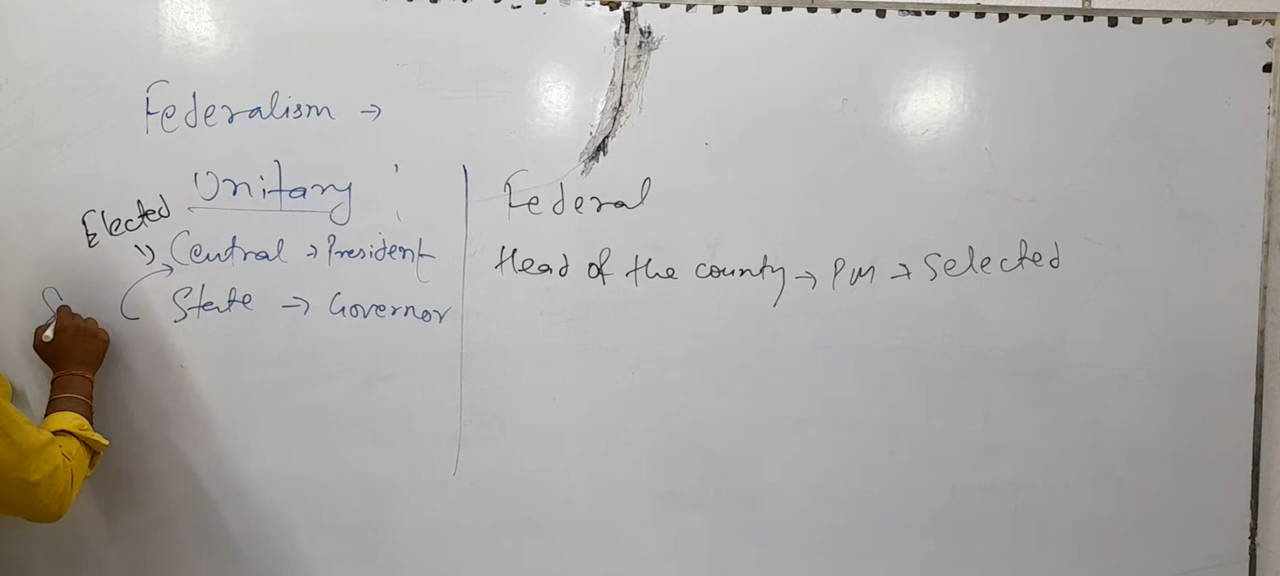 Federalism →
Unitary
Federal
Elected
1) Central → President
Head of the county → PM → Selected
State → Governor
S